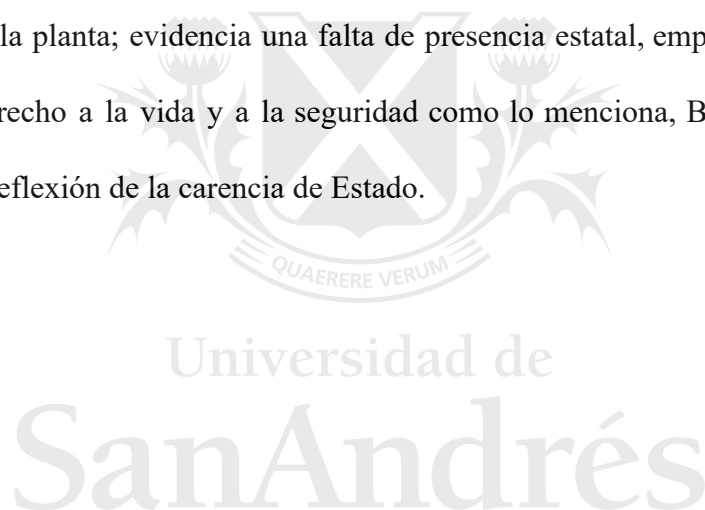 la planta; evidencia una falta de presencia estatal, emp
recho a la vida y a la seguridad como lo menciona, B
eflexión de la carencia de Estado.
QUAERERE VERUM
Universidad de
SanAndrés